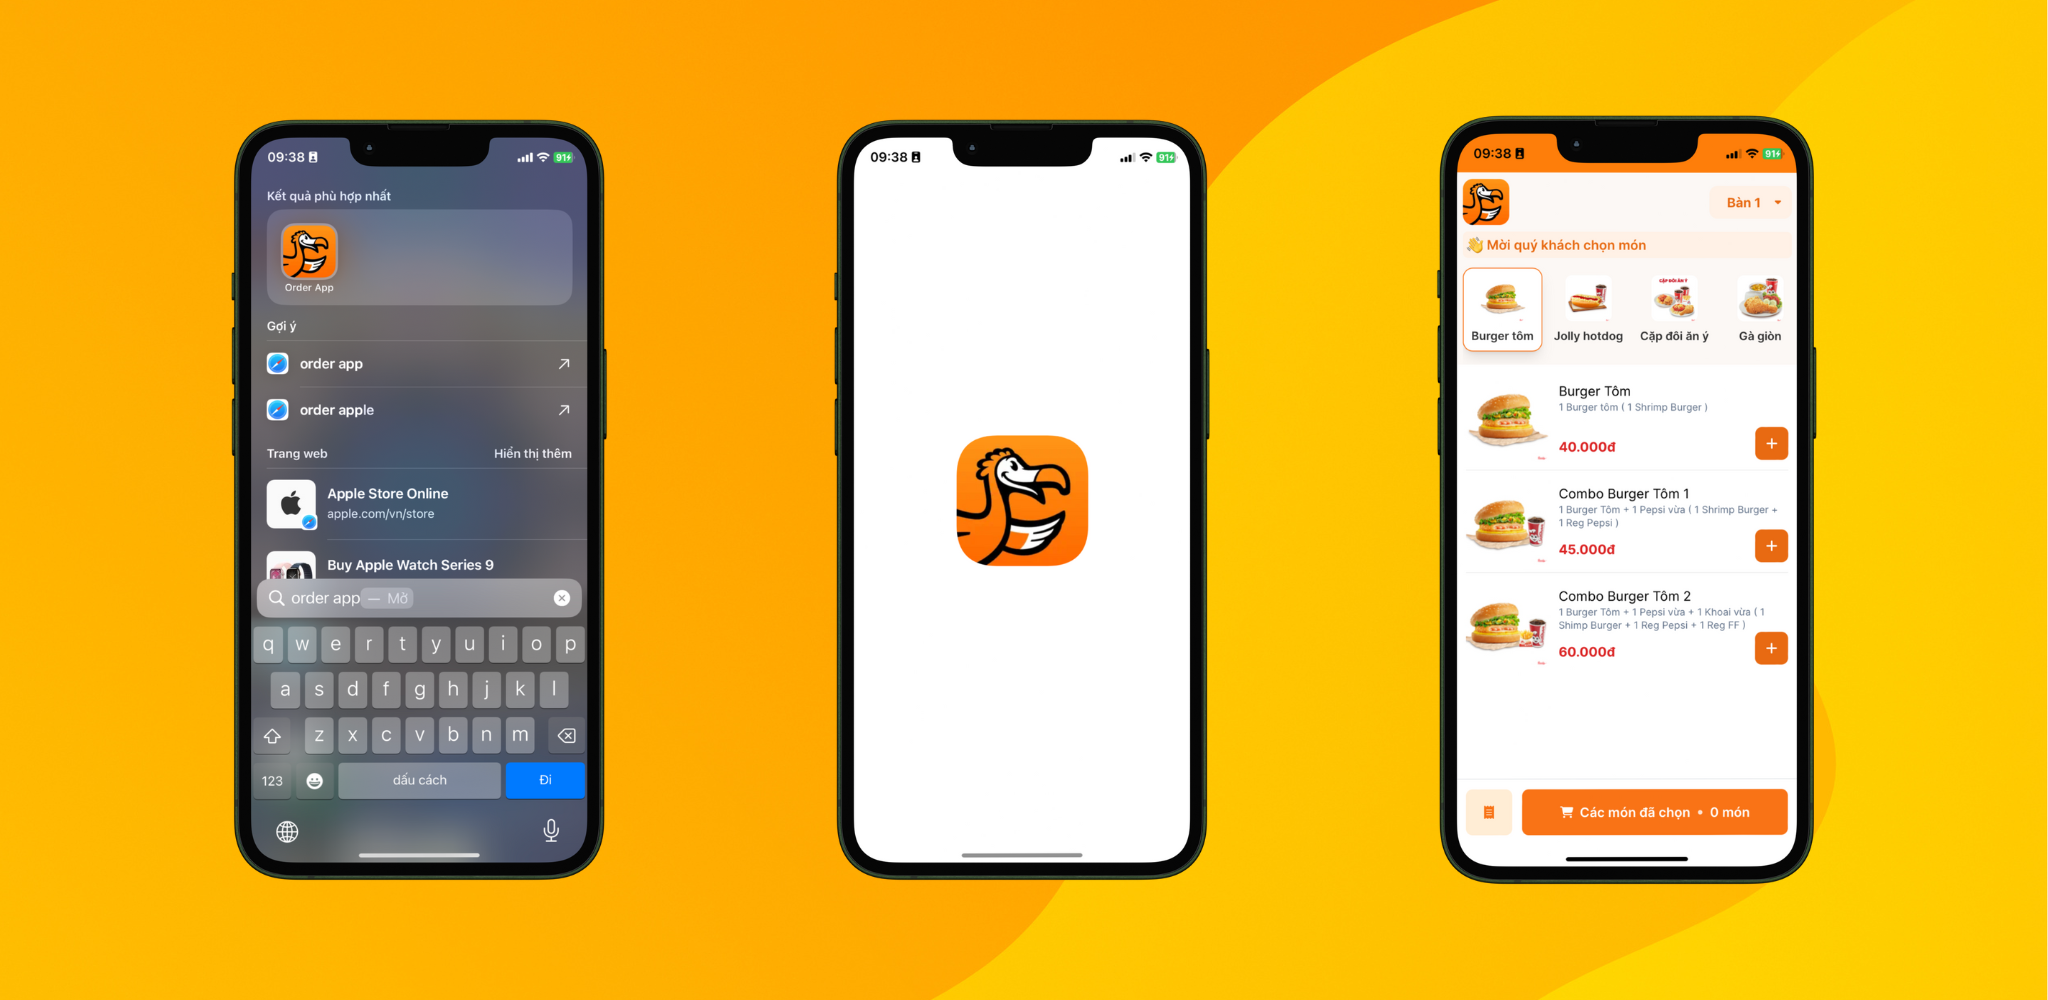 09:38
91
Kết quả phù hợp nhất
Order App
Gợi ý
order app
order apple
Trang web
Hiển thị thêm
Apple Store Online
apple.com/vn/store
Buy Apple Watch Series 9
order app — Mở
q w e r t y u i o p
a s d f g h j k l
z x c v b n m
123
dấu cách
Đi
09:38
91
09:38
91
Bàn 1
👋 Mời quý khách chọn món
Burger tôm
Jolly hotdog
CẶP ĐÔI ĂN Ý
Cặp đôi ăn ý
Gà giòn
Burger Tôm
1 Burger tôm ( 1 Shrimp Burger )
40.000đ
+
Combo Burger Tôm 1
1 Burger Tôm + 1 Pepsi vừa ( 1 Shrimp Burger +
1 Reg Pepsi )
45.000đ
+
Combo Burger Tôm 2
1 Burger Tôm + 1 Pepsi vừa + 1 Khoai vừa ( 1
Shimp Burger + 1 Reg Pepsi + 1 Reg FF )
60.000đ
+
Các món đã chọn • 0 món